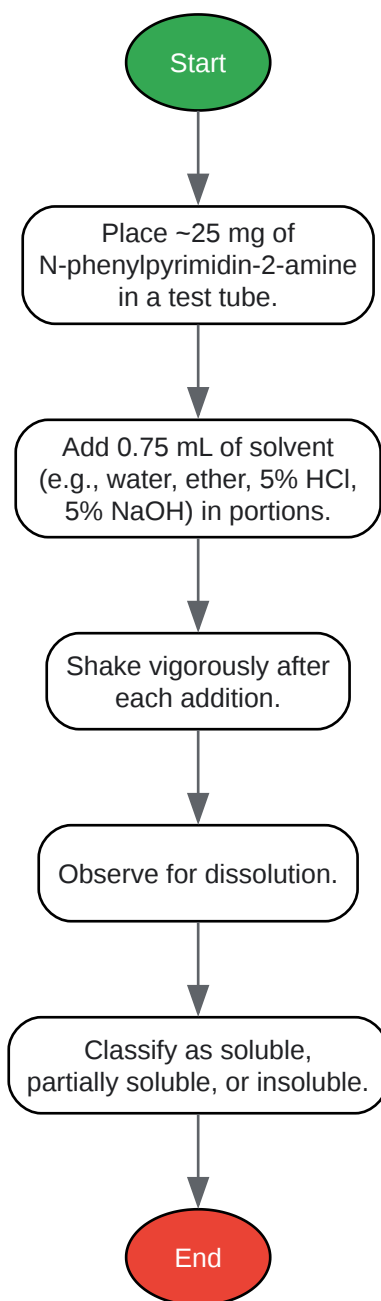 Start
Place ~25 mg of
N-phenylpyrimidin-2-amine
in a test tube.
Add 0.75 mL of solvent
(e.g., water, ether, 5% HCl,
5% NaOH) in portions.
Shake vigorously after
each addition.
Observe for dissolution.
Classify as soluble,
partially soluble, or insoluble.
End